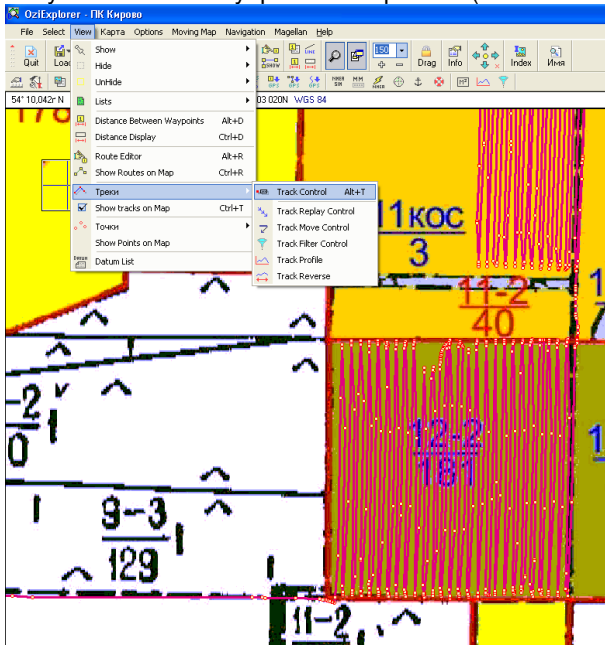 OziExplorer - ПК Кирово
File Select View Карта Options Moving Map Navigation Magellan Help
Quit
Drag Info Index Имя
150
54° 10,042r N
03 020N WGS 84
Show
Hide
UnHide
Lists
Distance Between Waypoints Alt+D
Distance Display Ctrl+D
Route Editor Alt+R
Show Routes on Map Ctrl+R
Треки
Show tracks on Map Ctrl+T
Точки
Show Points on Map
Datum List
Track Control Alt+T
Track Replay Control
Track Move Control
Track Filter Control
Track Profile
Track Reverse
178
11кос
3
11-2
40
12-2
181
9-3
129
11-2